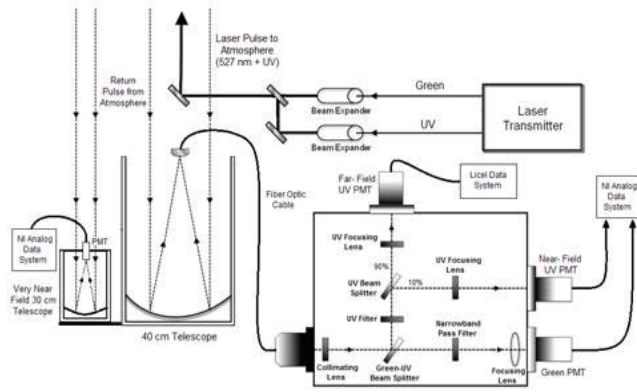 Laser Pulse to
Atmosphere
(527 nm + UV)
Return
Pulse from
Atmosphere
Green
Beam Expander
UV
Beam Expander
Laser
Transmitter
Far- Field
UV PMT
Licel Data
System
NI Analog
Data
System
Fiber Optic
Cable
NI Analog
Data
System
PMT
Very Near
Field 30 cm
Telescope
40 cm Telescope
UV Focusing
Lens
90%
10%
UV Beam
Splitter
UV Focusing
Lens
Near- Field
UV PMT
UV Filter
Narrowband
Pass Filter
Collimating
Lens
Green-UV
Beam Splitter
Focusing
Lens
Green PMT